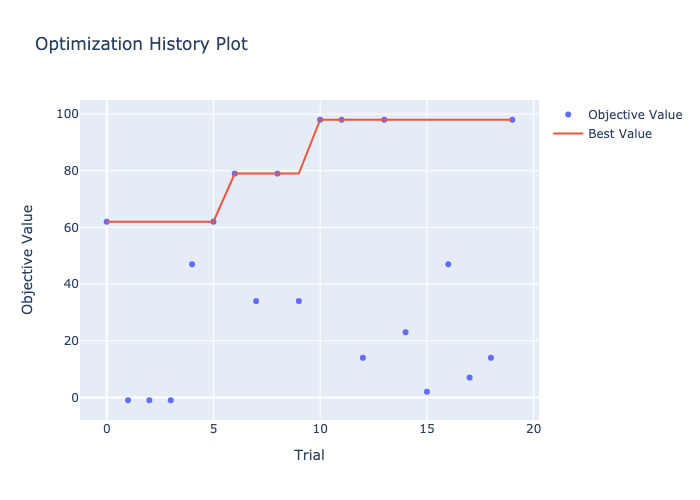 Optimization History Plot
Objective Value
Best Value
100
80
60
40
20
0
Objective Value
0 5 10 15 20
Trial